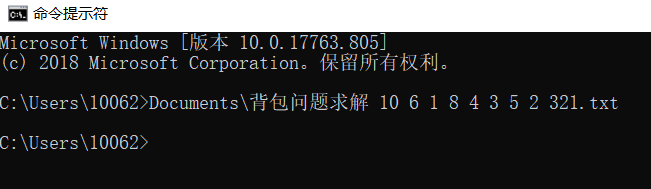 命令提示符
Microsoft Windows [版本 10.0.17763.805]
(c) 2018 Microsoft Corporation。保留所有权利。
C:\Users\10062>Documents\背包问题求解 10 6 1 8 4 3 5 2 321.txt
C:\Users\10062>